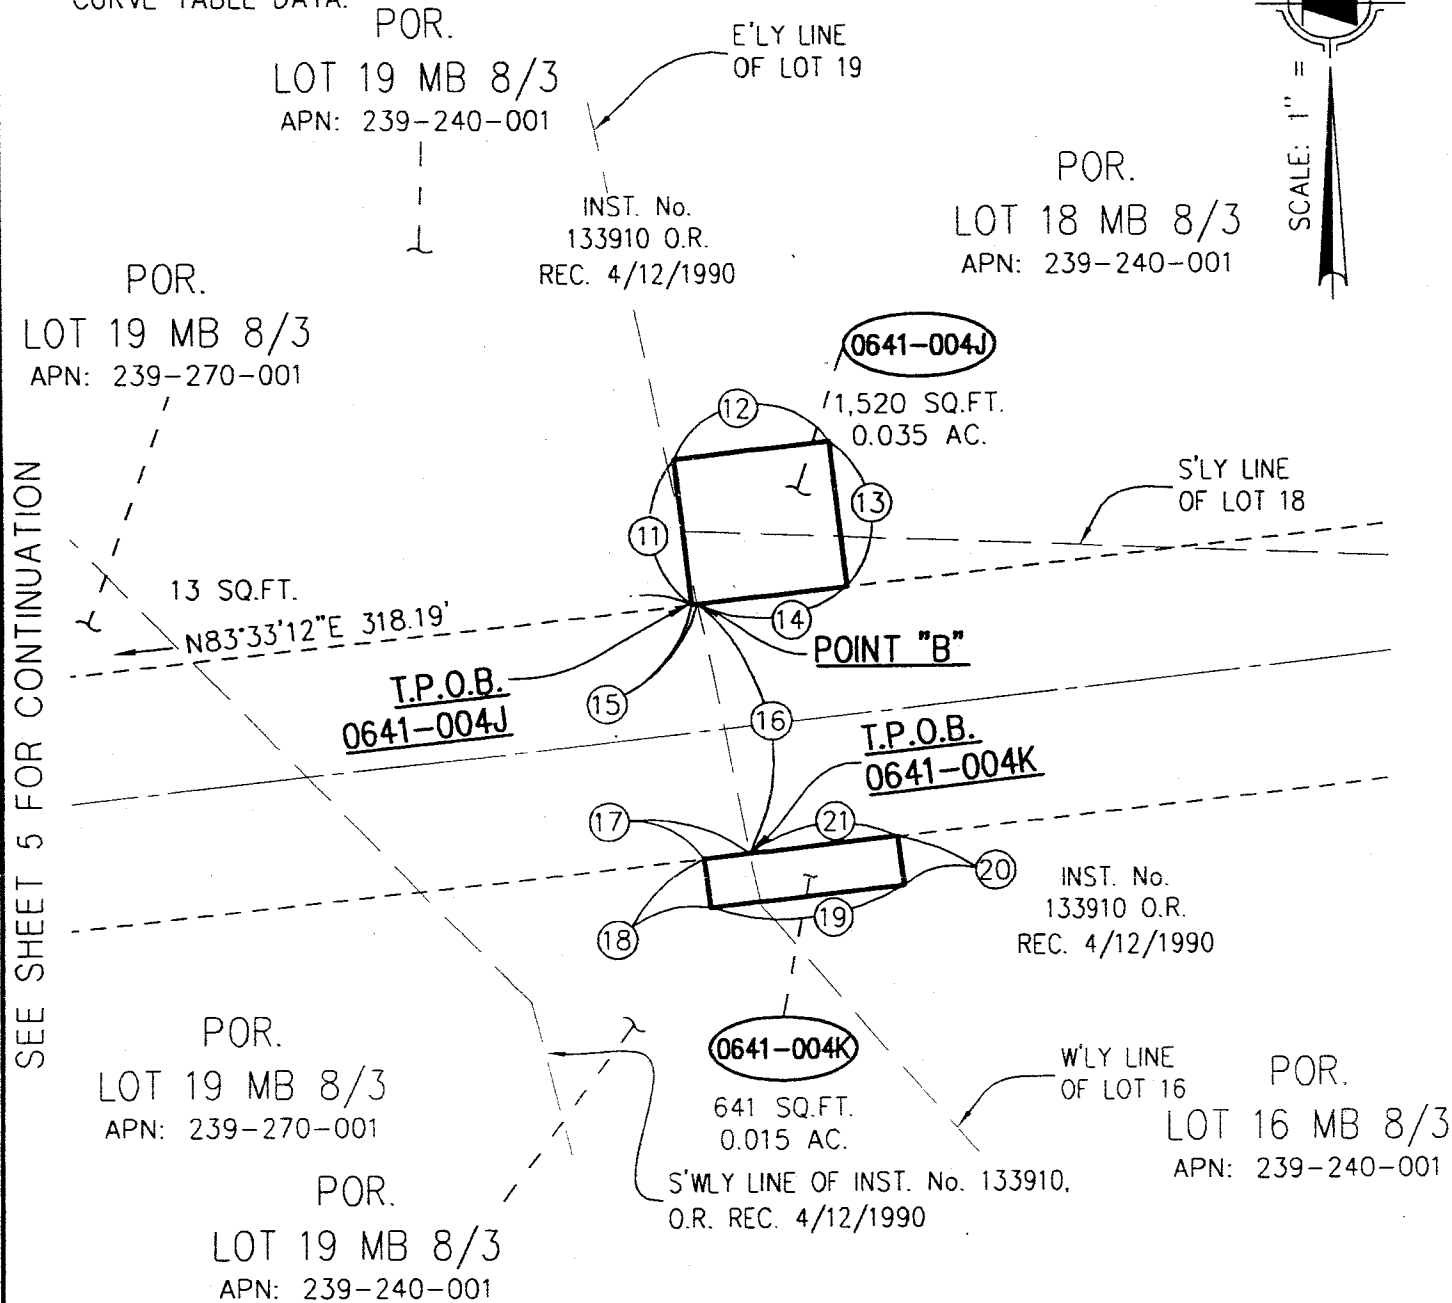 CURVE TABLE DATA.
POR.
LOT 19 MB 8/3
APN: 239-240-001
E'LY LINE
OF LOT 19
SCALE: 1" =
INST. No.
133910 O.R.
REC. 4/12/1990
POR.
LOT 18 MB 8/3
APN: 239-240-001
POR.
LOT 19 MB 8/3
APN: 239-270-001
0641-004J
1,520 SQ.FT.
0.035 AC.
12
S'LY LINE
OF LOT 18
13
11
SEE SHEET 5 FOR CONTINUATION
13 SQ.FT.
N83°33'12"E 318.19'
14
POINT "B"
T.P.O.B.
0641-004J
15
16
T.P.O.B.
0641-004K
17
21
20
INST. No.
133910 O.R.
REC. 4/12/1990
18
19
POR.
LOT 19 MB 8/3
APN: 239-270-001
0641-004K
641 SQ.FT.
0.015 AC.
W'LY LINE
OF LOT 16
POR.
LOT 16 MB 8/3
APN: 239-240-001
S'WLY LINE OF INST. No. 133910,
O.R. REC. 4/12/1990
POR.
LOT 19 MB 8/3
APN: 239-240-001